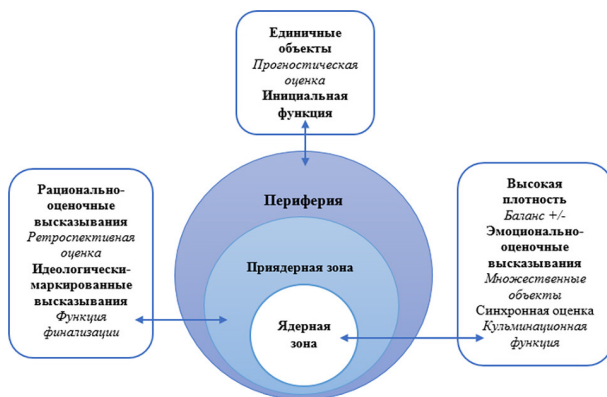 Единичные
объекты
Прогностическая
оценка
Инициальная
функция
Рационально-
оценочные
высказывания
Ретроспективная
оценка
Идеологически-
маркированные
высказывания
Функция
финализации
Периферия
Приядерная зона
Ядерная
зона
Высокая
плотность
Баланс +/-
Эмоционально-
оценочные
высказывания
Множественные
объекты
Синхронная оценка
Кульминационная
функция